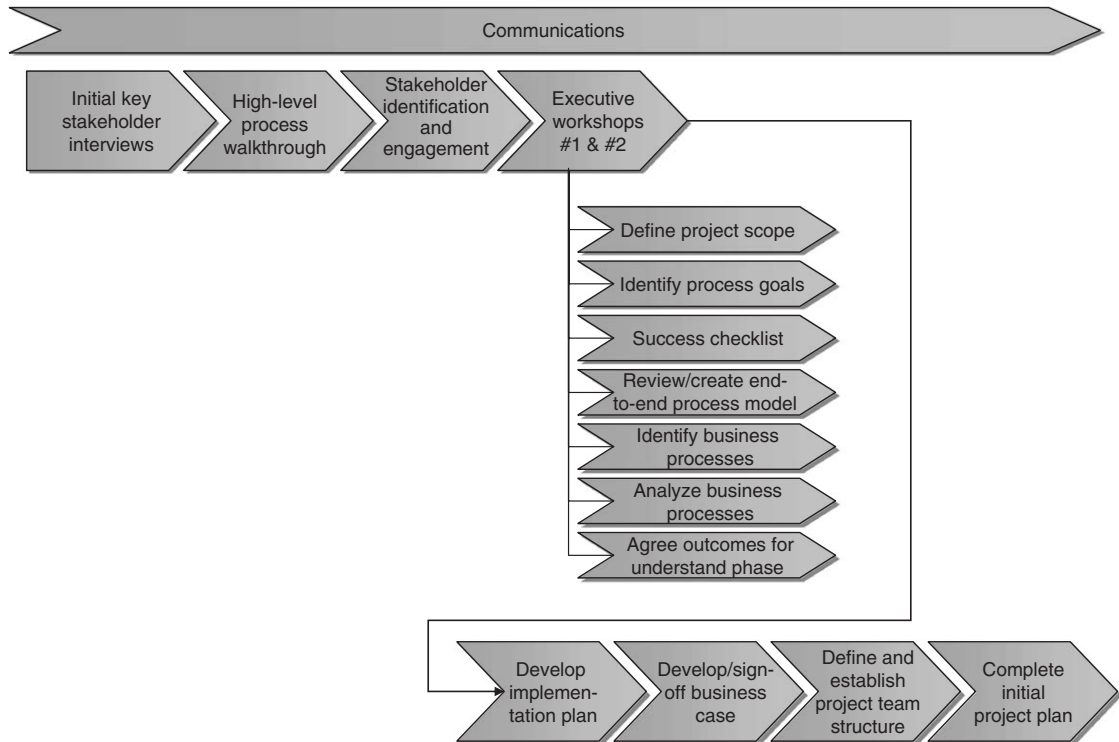 Communications
Initial key
stakeholder
interviews
High-level
process
walkthrough
Stakeholder
identification
and
engagement
Executive
workshops
#1 & #2
Define project scope
Identify process goals
Success checklist
Review/create end-
to-end process model
Identify business
processes
Analyze business
processes
Agree outcomes for
understand phase
Develop
implemen-
tation plan
Develop/sign-
off business
case
Define and
establish
project team
structure
Complete
initial
project plan